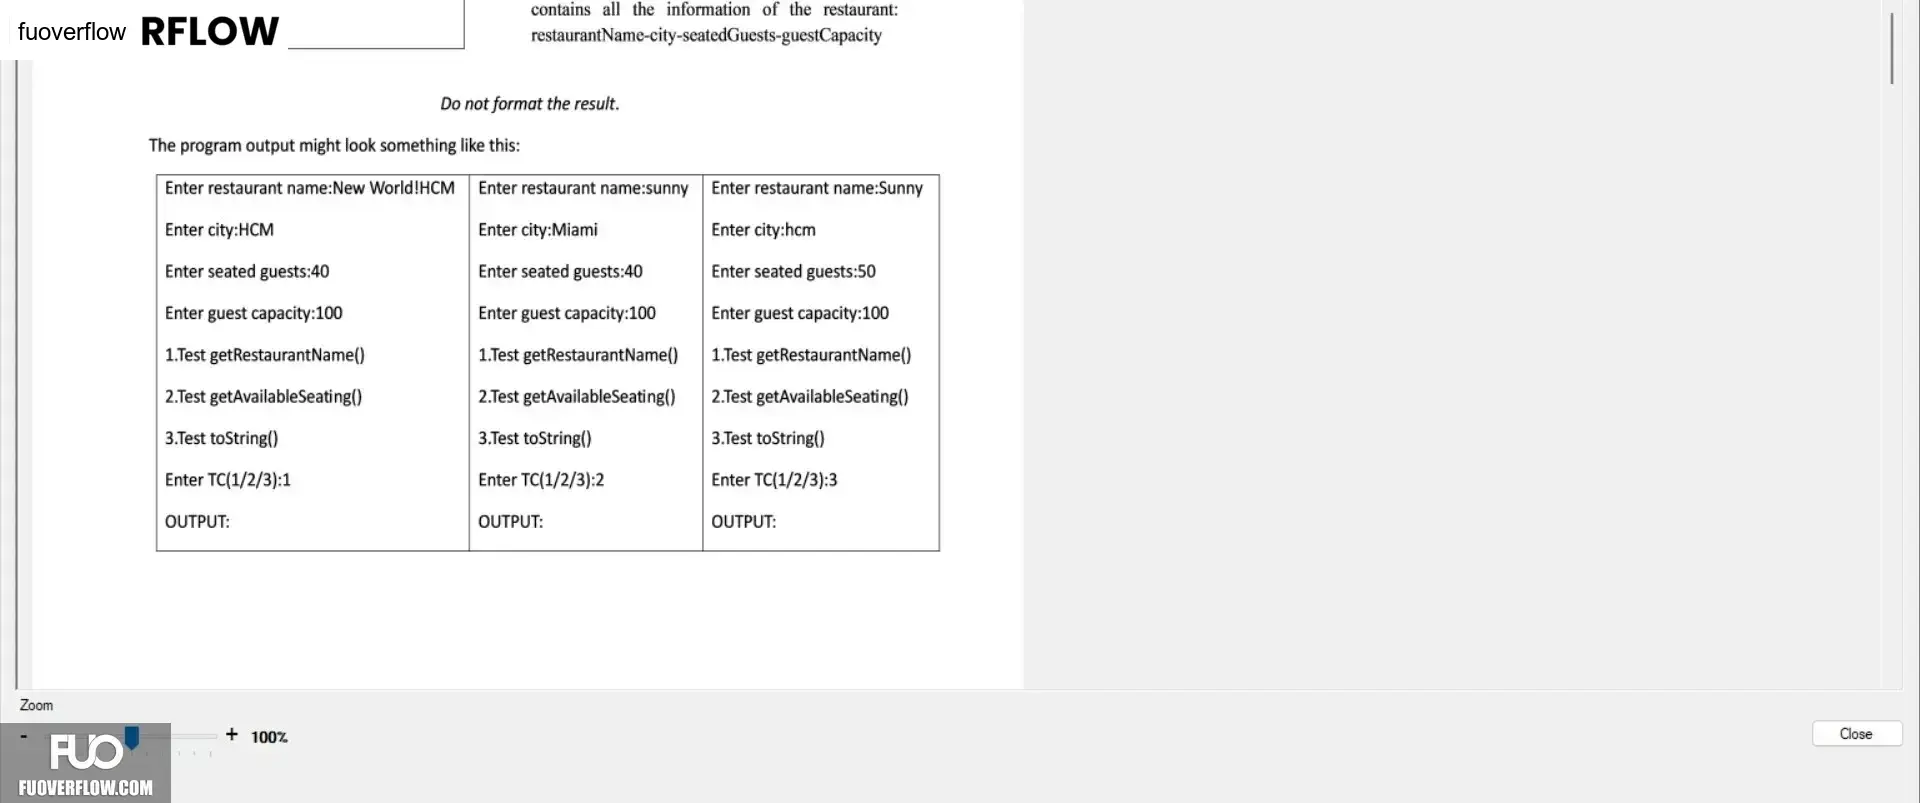 fuoverflow RFLOW
contains all the information of the restaurant:
restaurantName-city-seatedGuests-guestCapacity
Do not format the result.
The program output might look something like this:
Enter restaurant name:New World!HCM
Enter city:HCM
Enter seated guests:40
Enter guest capacity:100
1.Test getRestaurantName()
2.Test getAvailableSeating()
3.Test toString()
Enter TC(1/2/3):1
OUTPUT:
Enter restaurant name:sunny
Enter city:Miami
Enter seated guests:40
Enter guest capacity:100
1.Test getRestaurantName()
2.Test getAvailableSeating()
3.Test toString()
Enter TC(1/2/3):2
OUTPUT:
Enter restaurant name:Sunny
Enter city:hcm
Enter seated guests:50
Enter guest capacity:100
1.Test getRestaurantName()
2.Test getAvailableSeating()
3.Test toString()
Enter TC(1/2/3):3
OUTPUT:
Zoom
- + 100%
Close
FUO
FUOVERFLOW.COM